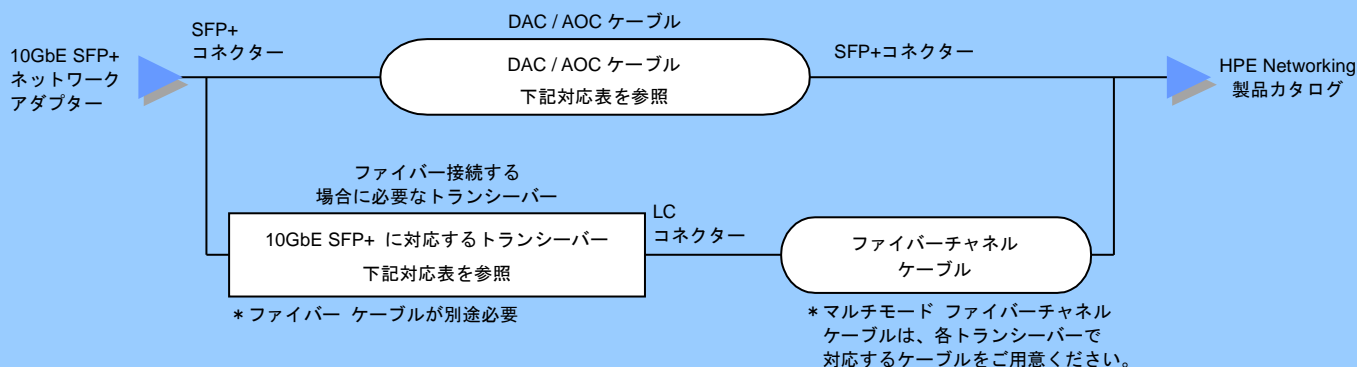 DAC / AOC ケーブル
SFP+
コネクター
10GbE SFP+
ネットワーク
アダプター
DAC / AOC ケーブル
下記対応表を参照
SFP+コネクター
HPE Networking
製品カタログ
ファイバー接続する
場合に必要なトランシーバー
10GbE SFP+ に対応するトランシーバー
下記対応表を参照
LC
コネクター
ファイバーチャネル
ケーブル
*ファイバー ケーブルが別途必要
*マルチモード ファイバーチャネル
ケーブルは、各トランシーバーで
対応するケーブルをご用意ください。